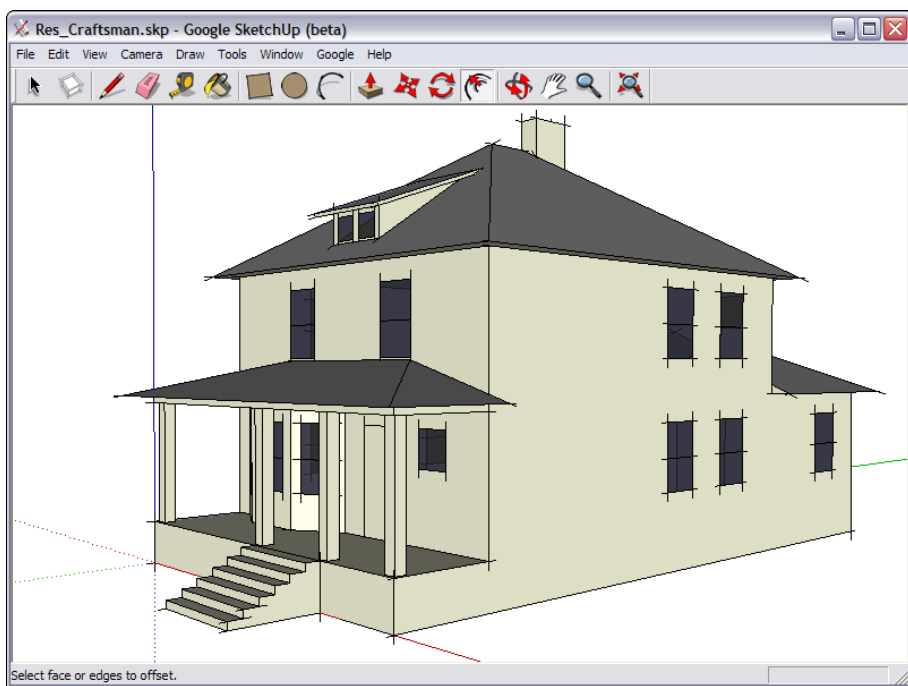 Res_Craftsman.skp - Google SketchUp (beta)
File Edit View Camera Draw Tools Window Google Help
Select face or edges to offset.